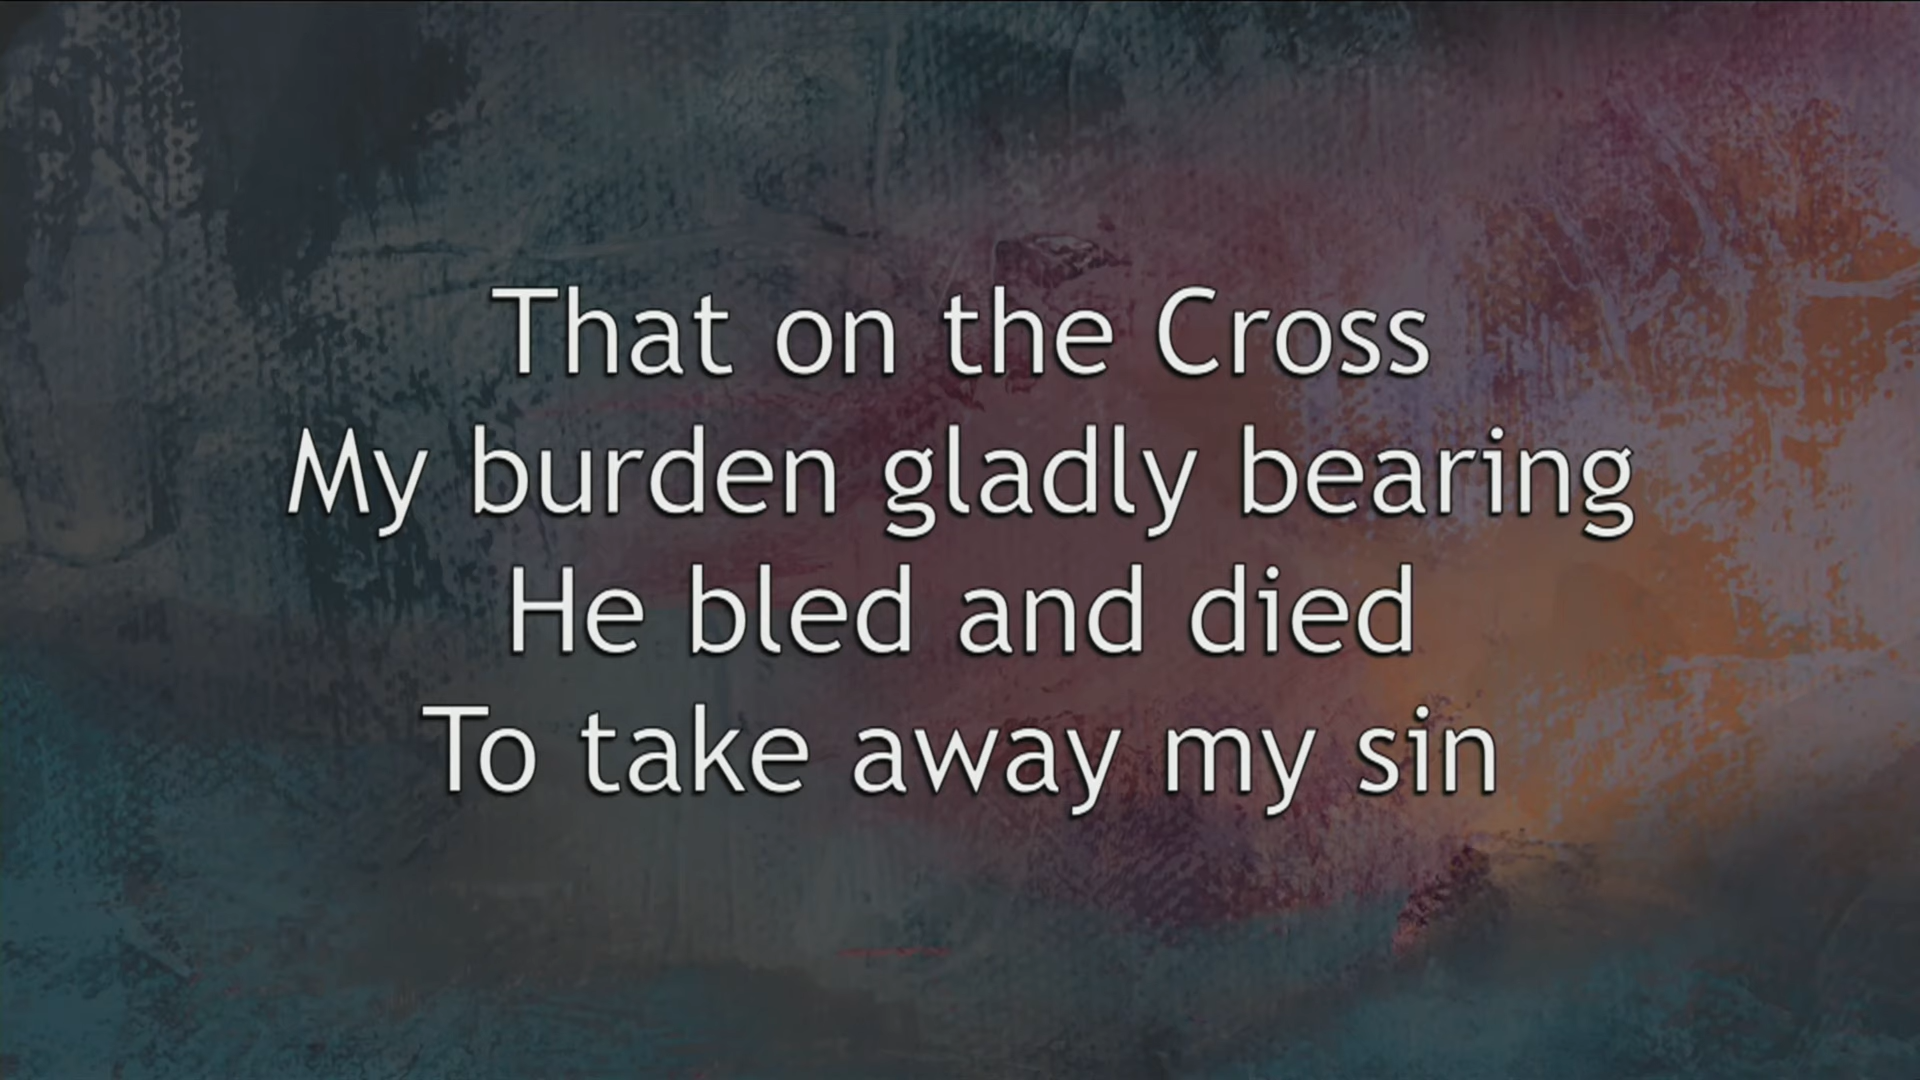 That on the Cross
My burden gladly bearing
He bled and died
To take away my sin